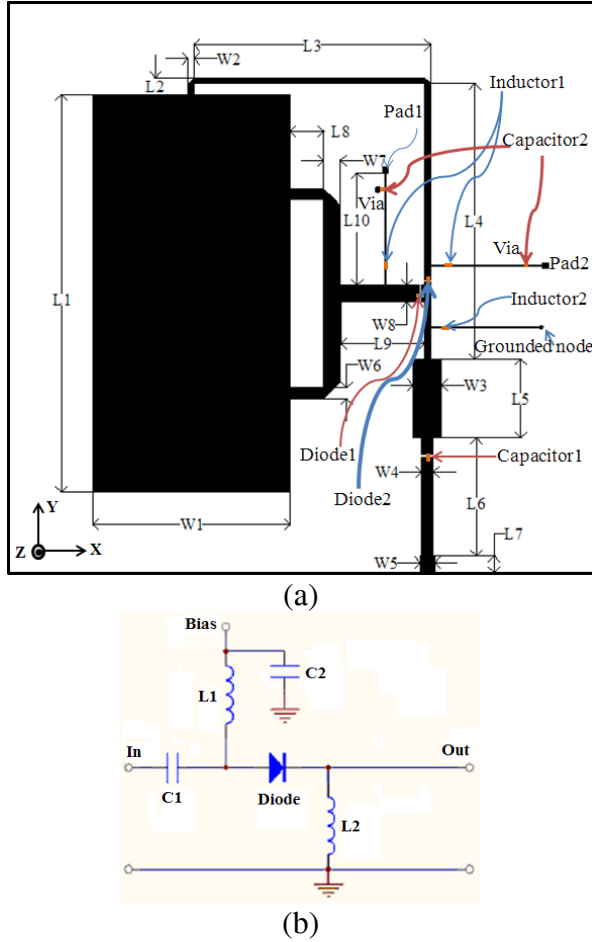 L3
W2
L2
Inductor1
Pad1
L8
Capacitor2
W7
Via
L10
L4
Via
Pad2
L1
Inductor2
W8
L9
Grounded node
W6
W3
L5
Diode1
Capacitor1
W4
Diode2
L6
Y
L7
W1
Z
X
W5
(a)
Bias
C2
L1
In
Out
C1
Diode
L2
(b)